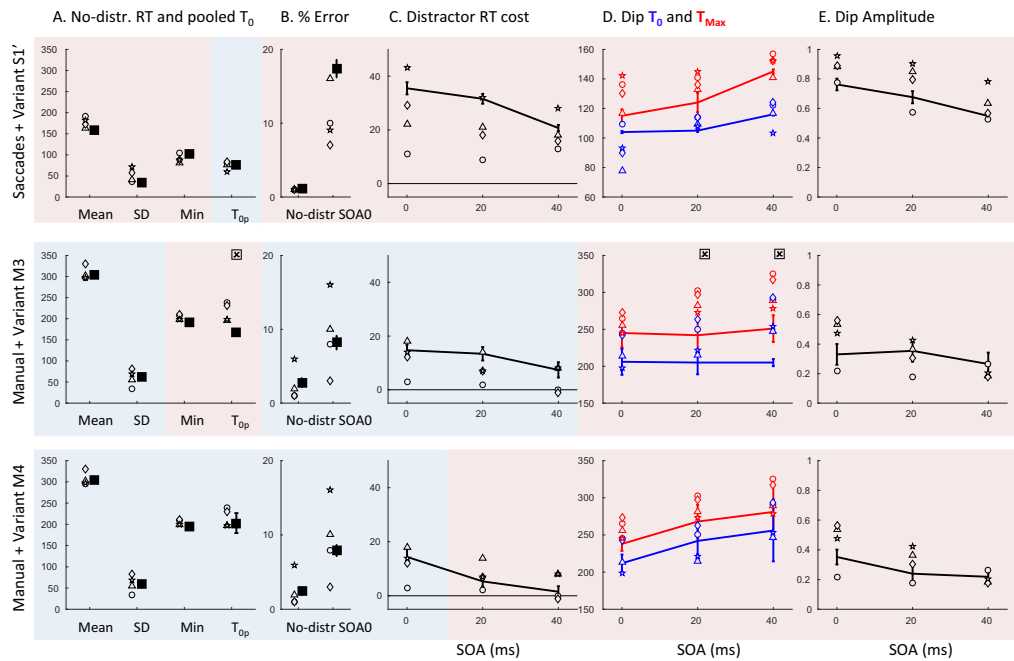 A. No-distr. RT and pooled T0
B. % Error
C. Distractor RT cost
D. Dip T0 and TMax
E. Dip Amplitude
Saccades + Variant S1’
350
300
250
200
150
100
50
0
Mean SD Min T0p
20
10
0
No-distr SOA0
40
20
0
0 20 40
160
140
120
100
80
60
0 20 40
1
0.8
0.6
0.4
0.2
0
0 20 40
Manual + Variant M3
350
300
250
200
150
100
50
0
Mean SD Min T0p
20
10
0
No-distr SOA0
40
20
0
0 20 40
350
300
250
200
150
0 20 40
1
0.8
0.6
0.4
0.2
0
0 20 40
Manual + Variant M4
350
300
250
200
150
100
50
0
Mean SD Min T0p
20
10
0
No-distr SOA0
40
20
0
0 20 40
SOA (ms)
350
300
250
200
150
100
0 20 40
SOA (ms)
1
0.8
0.6
0.4
0.2
0
0 20 40
SOA (ms)